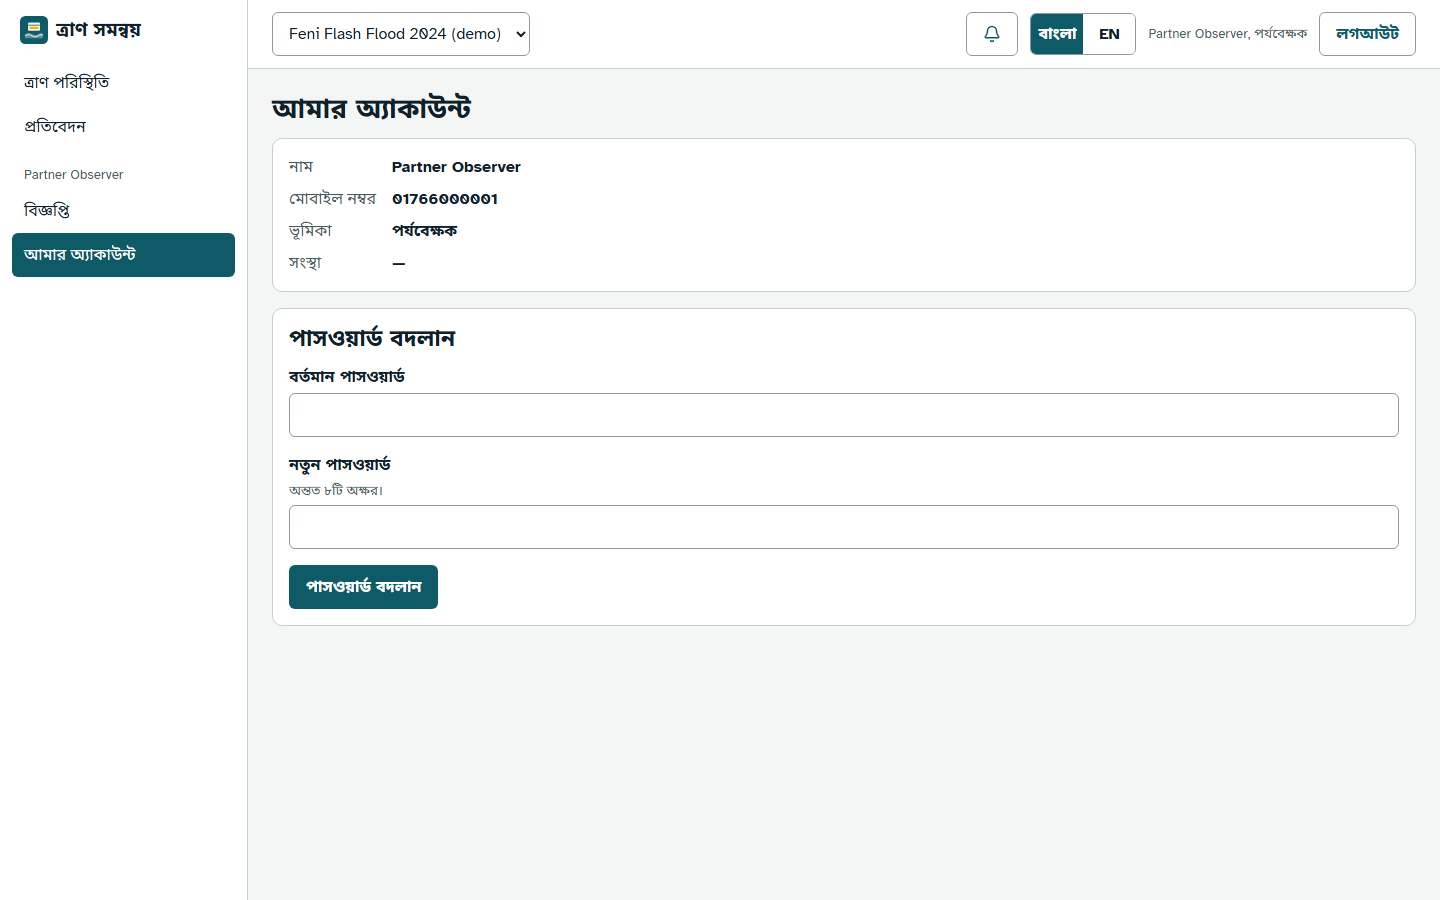 ত্রাণ সমন্বয়
ত্রাণ পরিস্থিতি
প্রতিবেদন
Partner Observer
বিজ্ঞপ্তি
আমার অ্যাকাউন্ট
Feni Flash Flood 2024 (demo)
বাংলা EN Partner Observer, পর্যবেক্ষক লগআউট
আমার অ্যাকাউন্ট
নাম Partner Observer
মোবাইল নম্বর 01766000001
ভূমিকা পর্যবেক্ষক
সংস্থা —
পাসওয়ার্ড বদলান
বর্তমান পাসওয়ার্ড
নতুন পাসওয়ার্ড
অন্তত ৮টি অক্ষর।
পাসওয়ার্ড বদলান